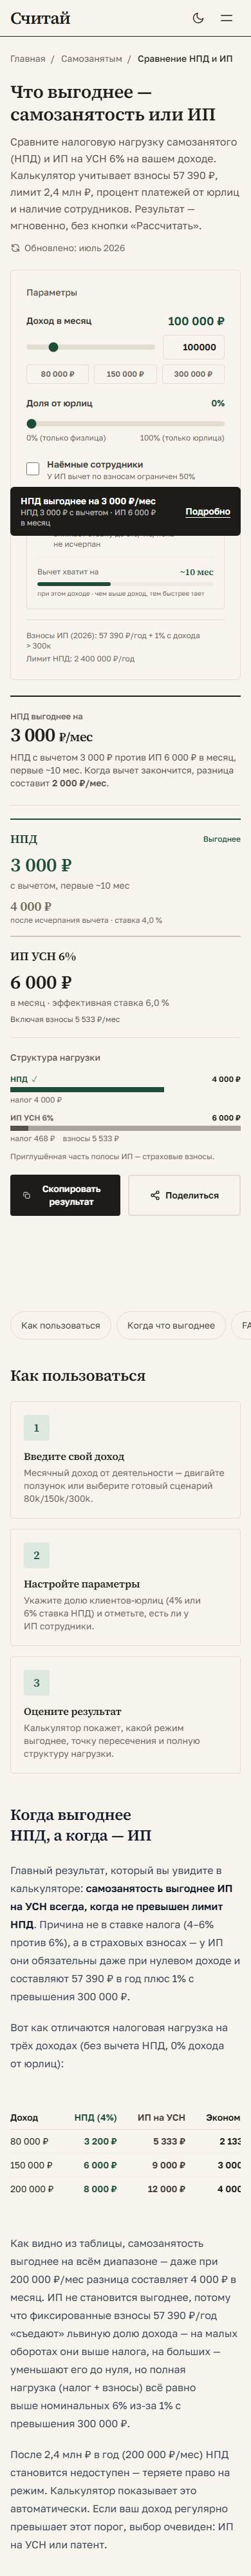 Считай
Главная / Самозанятым / Сравнение НПД и ИП
Что выгоднее —
самозанятость или ИП
Сравните налоговую нагрузку самозанятого
(НПД) и ИП на УСН 6% на вашем доходе.
Калькулятор учитывает взносы 57 390 ₽,
лимит 2,4 млн ₽, процент платежей от юрлиц
и наличие сотрудников. Результат —
мгновенно, без кнопки «Рассчитать».
Обновлено: июль 2026
Параметры
Доход в месяц 100 000 ₽
100000
80 000 ₽ 150 000 ₽ 300 000 ₽
Доля от юрлиц 0%
0% (только физлица) 100% (только юрлица)
Наёмные сотрудники
У ИП вычет по взносам ограничен 50%
НПД выгоднее на 3 000 ₽/мес
НПД 3 000 ₽ с вычетом · ИП 6 000 ₽
в месяц
Подробно
не исчерпан
Вычет хватит на ~10 мес
при этом доходе · чем выше доход, тем быстрее тает
Взносы ИП (2026): 57 390 ₽/год + 1% с дохода
> 300к
Лимит НПД: 2 400 000 ₽/год
НПД выгоднее на
3 000 ₽/мес
НПД с вычетом 3 000 ₽ против ИП 6 000 ₽ в месяц,
первые ~10 мес. Когда вычет закончится, разница
составит 2 000 ₽/мес.
НПД Выгоднее
3 000 ₽
с вычетом, первые ~10 мес
4 000 ₽
после исчерпания вычета · ставка 4,0 %
ИП УСН 6%
6 000 ₽
в месяц · эффективная ставка 6,0 %
Включая взносы 5 533 ₽/мес
Структура нагрузки
НПД ✓ 4 000 ₽
налог 4 000 ₽
ИП УСН 6% 6 000 ₽
налог 468 ₽ взносы 5 533 ₽
Приглушённая часть полосы ИП — страховые взносы.
Скопировать
результат
Поделиться
Как пользоваться Когда что выгоднее FA
Как пользоваться
1
Введите свой доход
Месячный доход от деятельности — двигайте
ползунок или выберите готовый сценарий
80k/150k/300k.
2
Настройте параметры
Укажите долю клиентов-юрлиц (4% или
6% ставка НПД) и отметьте, есть ли у
ИП сотрудники.
3
Оцените результат
Калькулятор покажет, какой режим
выгоднее, точку пересечения и полную
структуру нагрузки.
Когда выгоднее
НПД, а когда — ИП
Главный результат, который вы увидите в
калькуляторе: самозанятость выгоднее ИП
на УСН всегда, когда не превышен лимит
НПД. Причина не в ставке налога (4–6%
против 6%), а в страховых взносах — у ИП
они обязательны даже при нулевом доходе и
составляют 57 390 ₽ в год плюс 1% с
превышения 300 000 ₽.
Вот как отличаются налоговая нагрузка на
трёх доходах (без вычета НПД, 0% дохода
от юрлиц):
Доход НПД (4%) ИП на УСН Эконом
80 000 ₽ 3 200 ₽ 5 333 ₽ 2 133
150 000 ₽ 6 000 ₽ 9 000 ₽ 3 000
200 000 ₽ 8 000 ₽ 12 000 ₽ 4 000
Как видно из таблицы, самозанятость
выгоднее на всём диапазоне — даже при
200 000 ₽/мес разница составляет 4 000 ₽ в
месяц. ИП не становится выгоднее, потому
что фиксированные взносы 57 390 ₽/год
«съедают» львиную долю дохода — на малых
оборотах они выше налога, на больших —
уменьшают его до нуля, но полная
нагрузка (налог + взносы) всё равно
выше номинальных 6% из-за 1% с
превышения 300 000 ₽.
После 2,4 млн ₽ в год (200 000 ₽/мес) НПД
становится недоступен — теряете право на
режим. Калькулятор показывает это
автоматически. Если ваш доход регулярно
превышает этот порог, выбор очевиден: ИП
на УСН или патент.